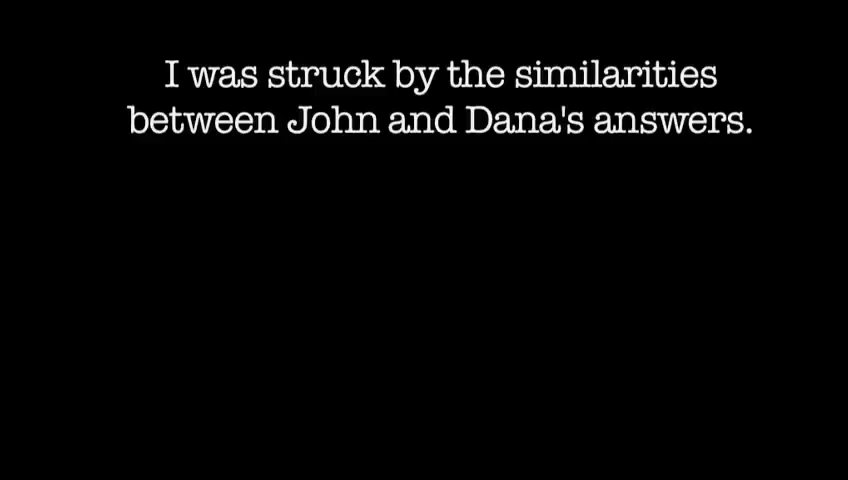 I was struck by the similarities
between John and Dana's answers.